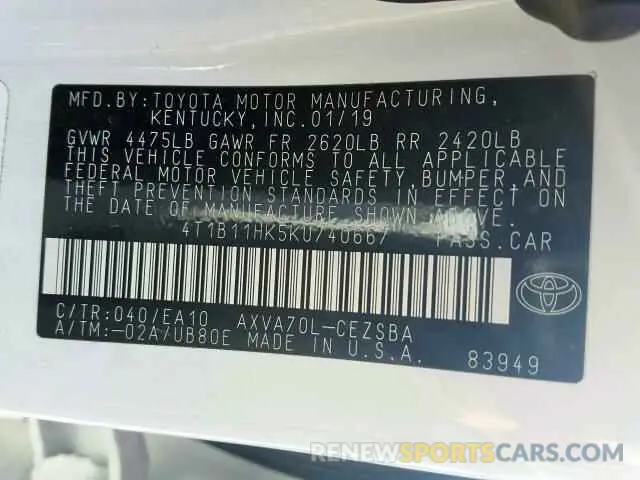 MFD.BY:TOYOTA MOTOR MANUFACTURING,
KENTUCKY,INC.01/19
GVWR 4475LB GAWR FR 2620LB RR 2420LB
THIS VEHICLE CONFORMS TO ALL APPLICABLE
FEDERAL MOTOR VEHICLE SAFETY,BUMPER,AND
THEFT PREVENTION STANDARDS IN EFFECT ON
THE DATE OF MANUFACTURE SHOWN ABOVE.
4T1B11HK5KU740667 PASS.CAR
C/TR:040/EA10 AXVA70L-CEZSBA
A/TM:-02A/UB80E MADE IN U.S.A.
83949
RENEWSPORTSCARS.COM